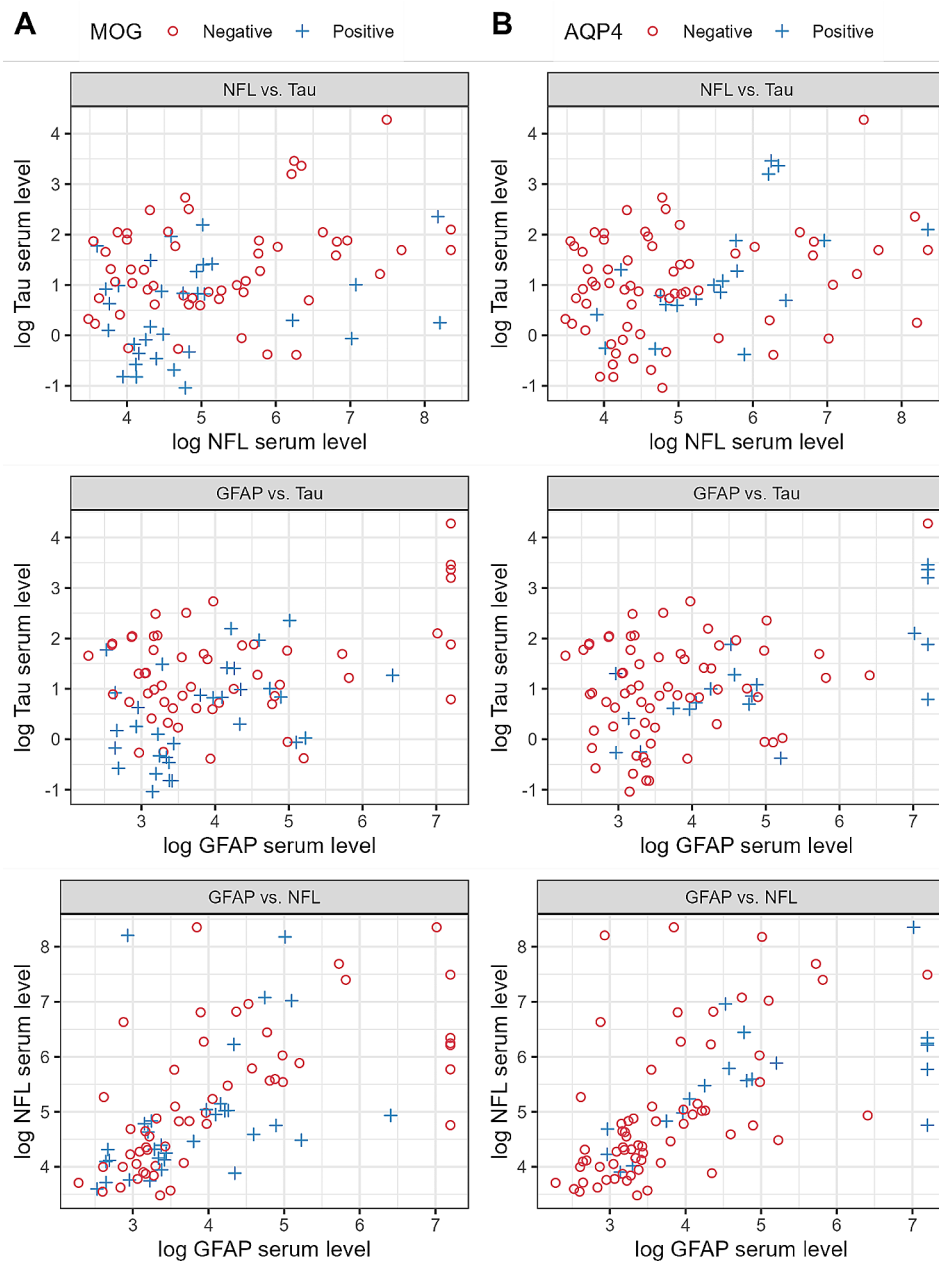 A MOG Negative Positive B AQP4 Negative Positive
NFL vs. Tau NFL vs. Tau
log Tau serum level
4
3
2
1
0
-1
4 5 6 7 8
log NFL serum level
log Tau serum level
4
3
2
1
0
-1
4 5 6 7 8
log NFL serum level
GFAP vs. Tau GFAP vs. Tau
log Tau serum level
4
3
2
1
0
-1
3 4 5 6 7
log GFAP serum level
log Tau serum level
4
3
2
1
0
-1
3 4 5 6 7
log GFAP serum level
GFAP vs. NFL GFAP vs. NFL
log NFL serum level
8
7
6
5
4
3 4 5 6 7
log GFAP serum level
log NFL serum level
8
7
6
5
4
3 4 5 6 7
log GFAP serum level